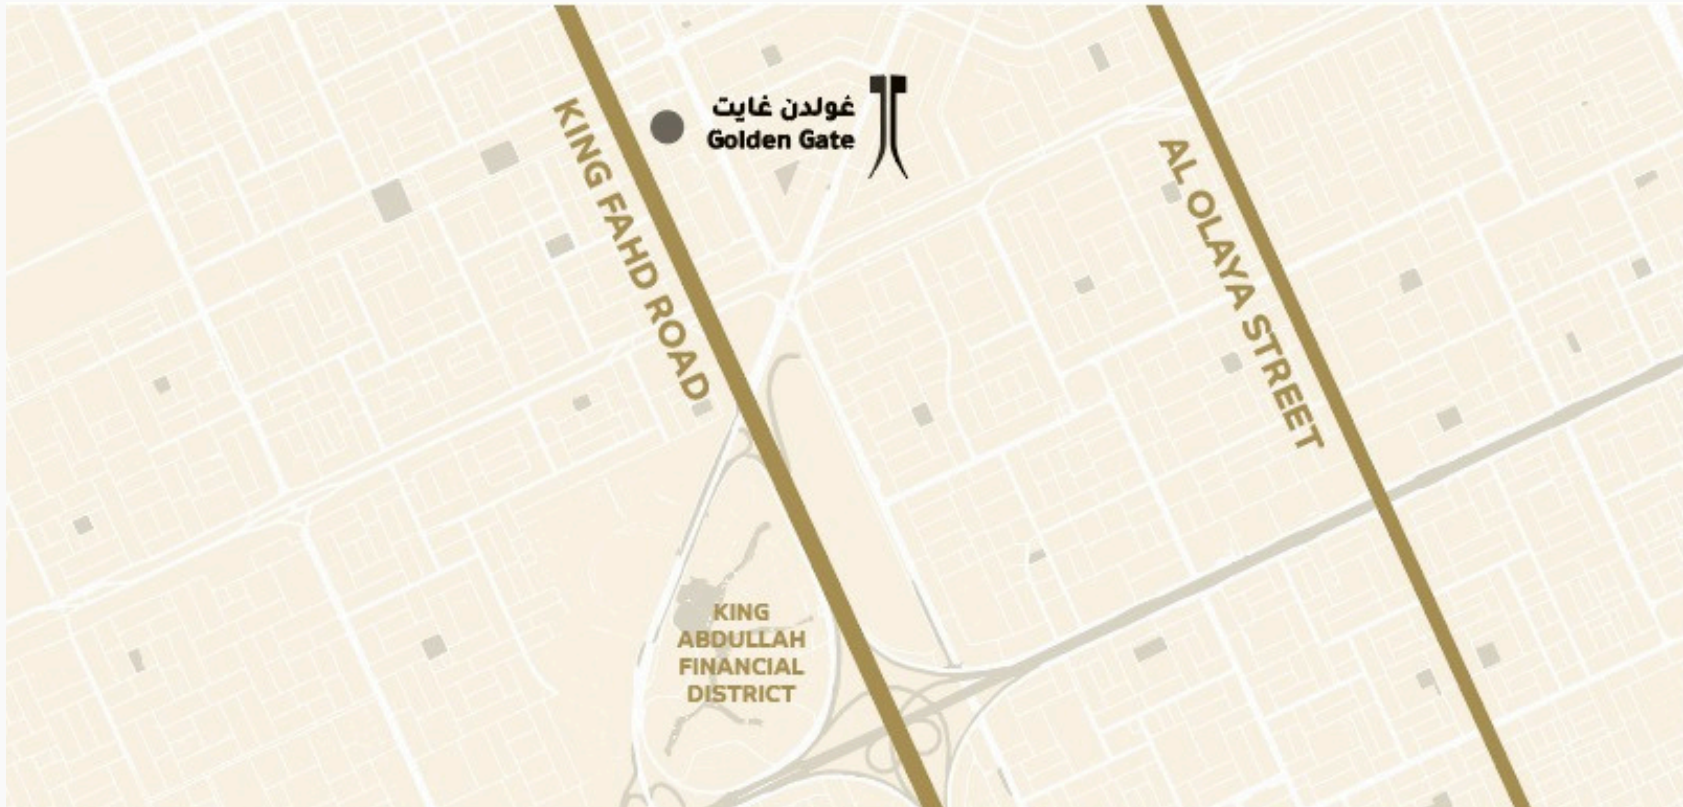 غولدن غايت
Golden Gate
KING FAHD ROAD
AL OLAYA STREET
KING
ABDULLAH
FINANCIAL
DISTRICT